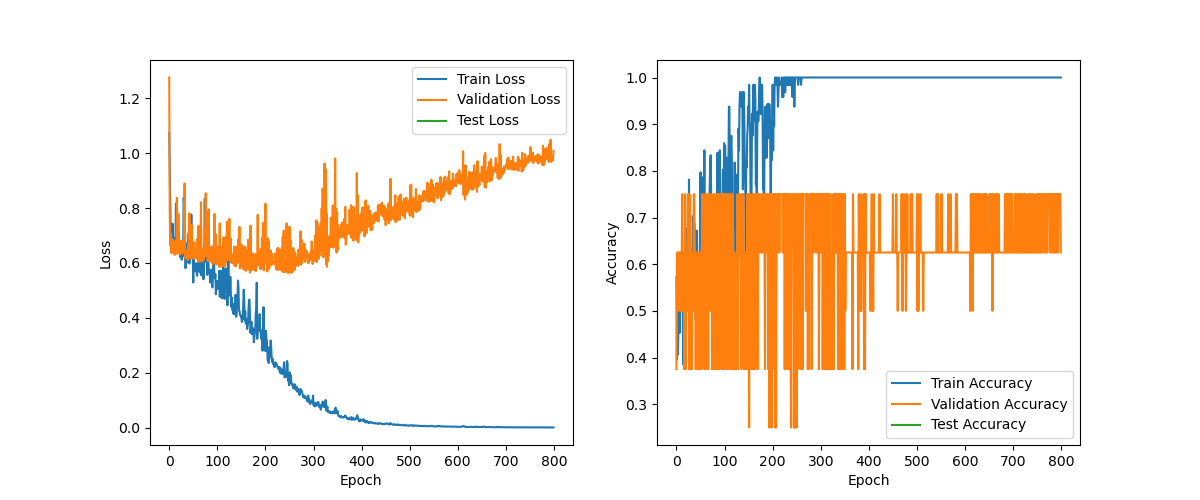 Train Loss
Validation Loss
Test Loss
1.2
1.0
0.8
0.6
0.4
0.2
0.0
Loss
0 100 200 300 400 500 600 700 800
Epoch
1.0
0.9
0.8
0.7
0.6
0.5
0.4
0.3
Accuracy
Train Accuracy
Validation Accuracy
Test Accuracy
0 100 200 300 400 500 600 700 800
Epoch